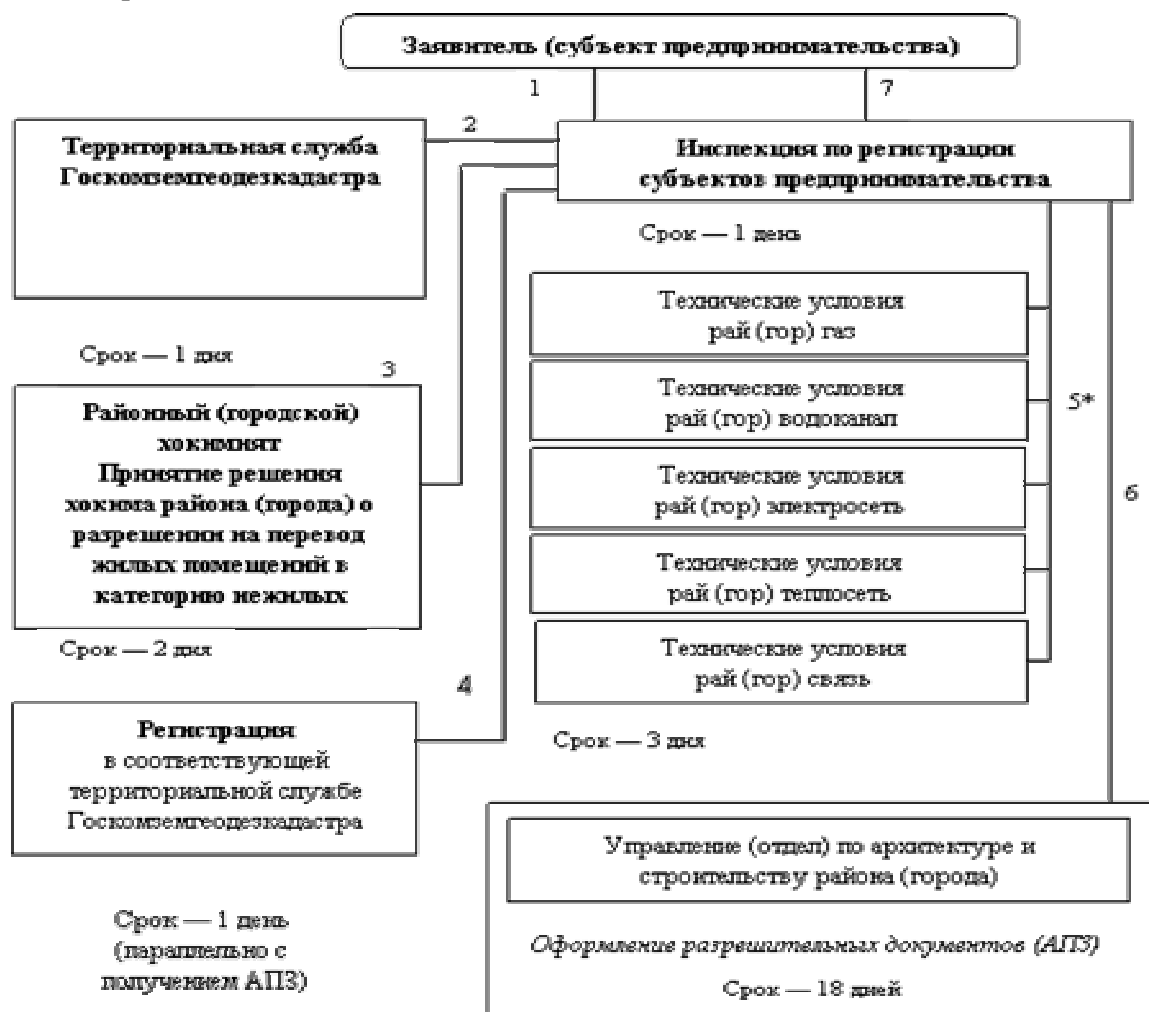 Заявитель (субъект предпринимательства)
1
7
Территориальная служба
Госкомземгеодезкадастра
2
Инспекция по регистрации
субъектов предпринимательства
Срок — 1 день
Срок — 1 дня
3
Районный (городской)
хокимият
Принятие решения
хокима района (города) о
разрешении на перевод
жилых помещений в
категорию нежилых
Срок — 2 дня
4
Регистрация
в соответствующей
территориальной службе
Госкомземгеодезкадастра
Срок — 1 день
(параллельно с
получением АПЗ)
Технические условия
рай (гор) газ
Технические условия
рай (гор) водоканал
Технические условия
рай (гор) электросеть
Технические условия
рай (гор) теплосеть
Технические условия
рай (гор) связь
5*
6
Срок — 3 дня
Управление (отдел) по архитектуре и
строительству района (города)
Оформление разрешительных документов (АПЗ)
Срок — 18 дней